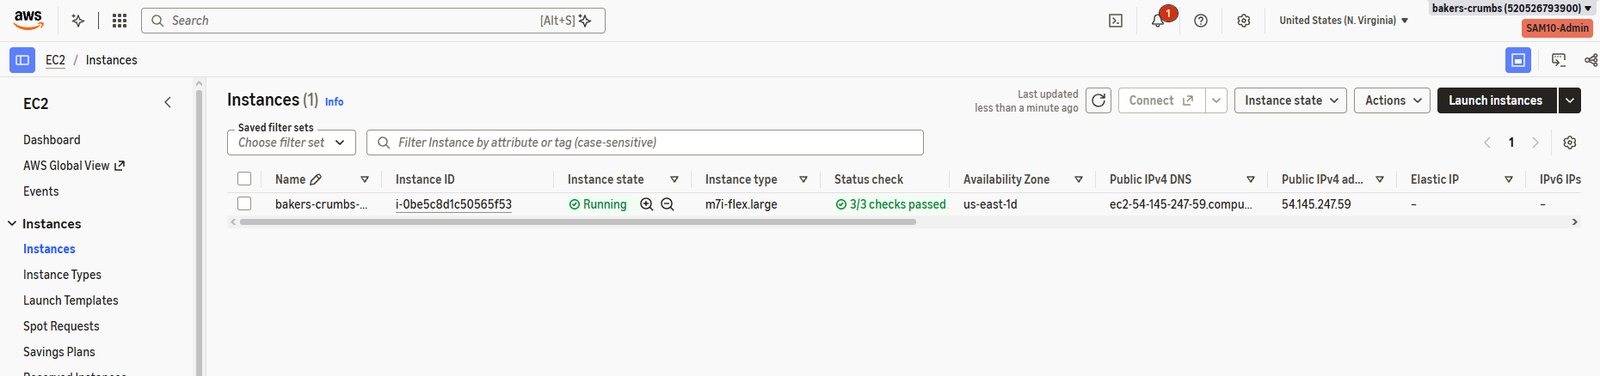 aws
Search [Alt+S]
1
United States (N. Virginia)
bakers-crumbs (520526793900)
SAM10-Admin
EC2 / Instances
EC2
Dashboard
AWS Global View
Events
Instances
Instances
Instance Types
Launch Templates
Spot Requests
Savings Plans
Reserved Instances
Instances (1) Info
Last updated
less than a minute ago
Connect
Instance state
Actions
Launch instances
Saved filter sets
Choose filter set
Filter Instance by attribute or tag (case-sensitive)
1
Name Instance ID Instance state Instance type Status check Availability Zone Public IPv4 DNS Public IPv4 ad... Elastic IP IPv6 IPs
bakers-crumbs-... i-0be5c8d1c50565f53 Running m7i-flex.large 3/3 checks passed us-east-1d ec2-54-145-247-59.compu... 54.145.247.59 – –